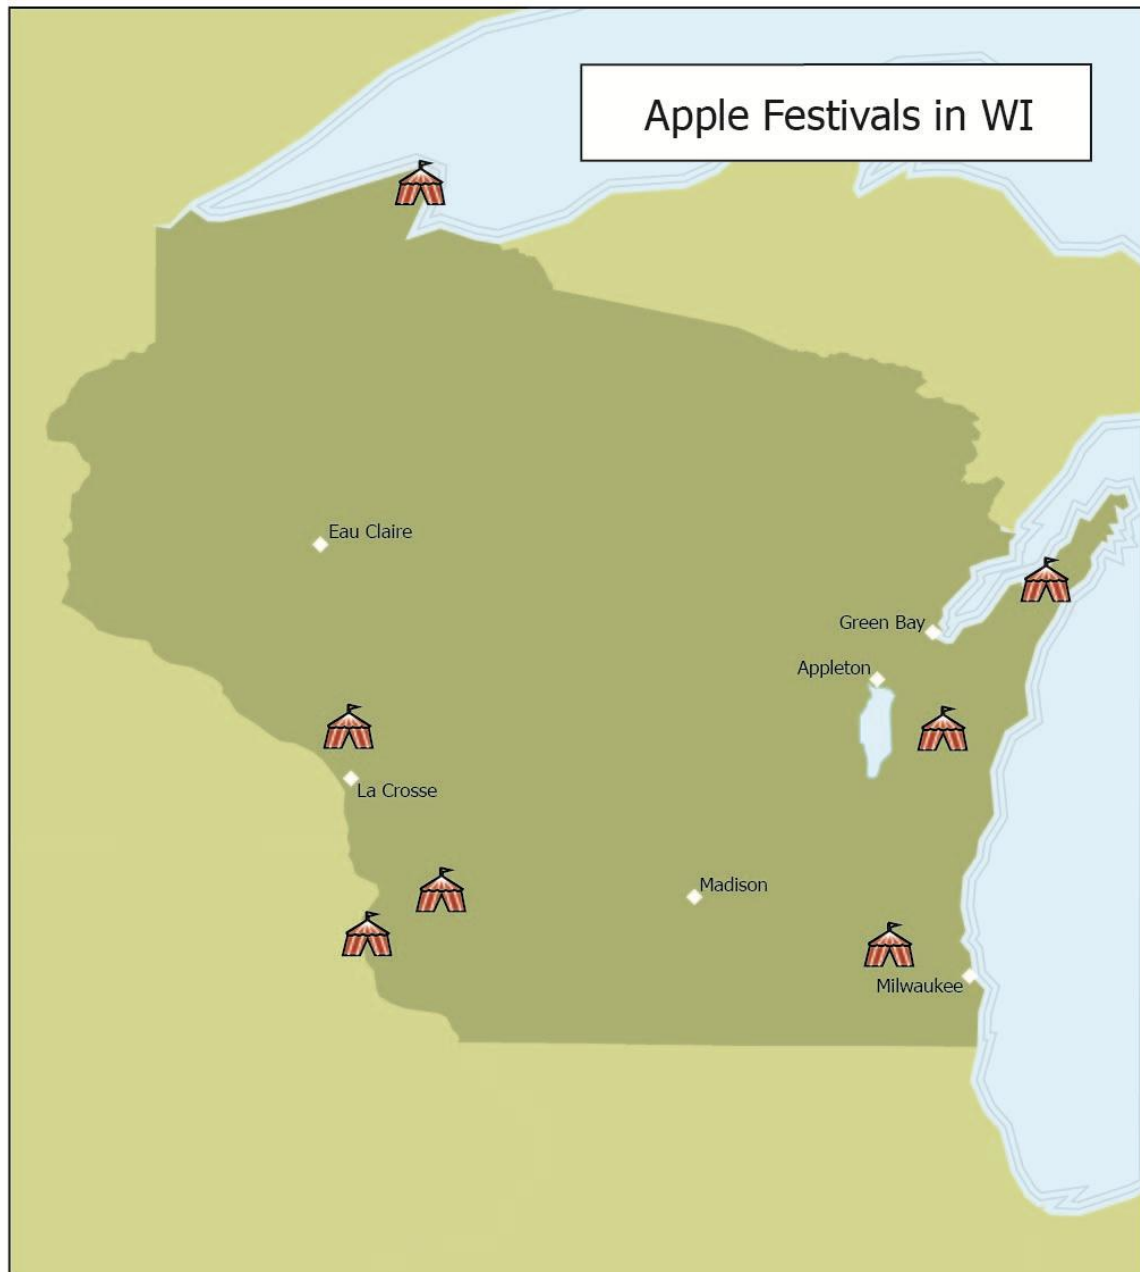 Apple Festivals in WI
Eau Claire
Green Bay
Appleton
La Crosse
Madison
Milwaukee